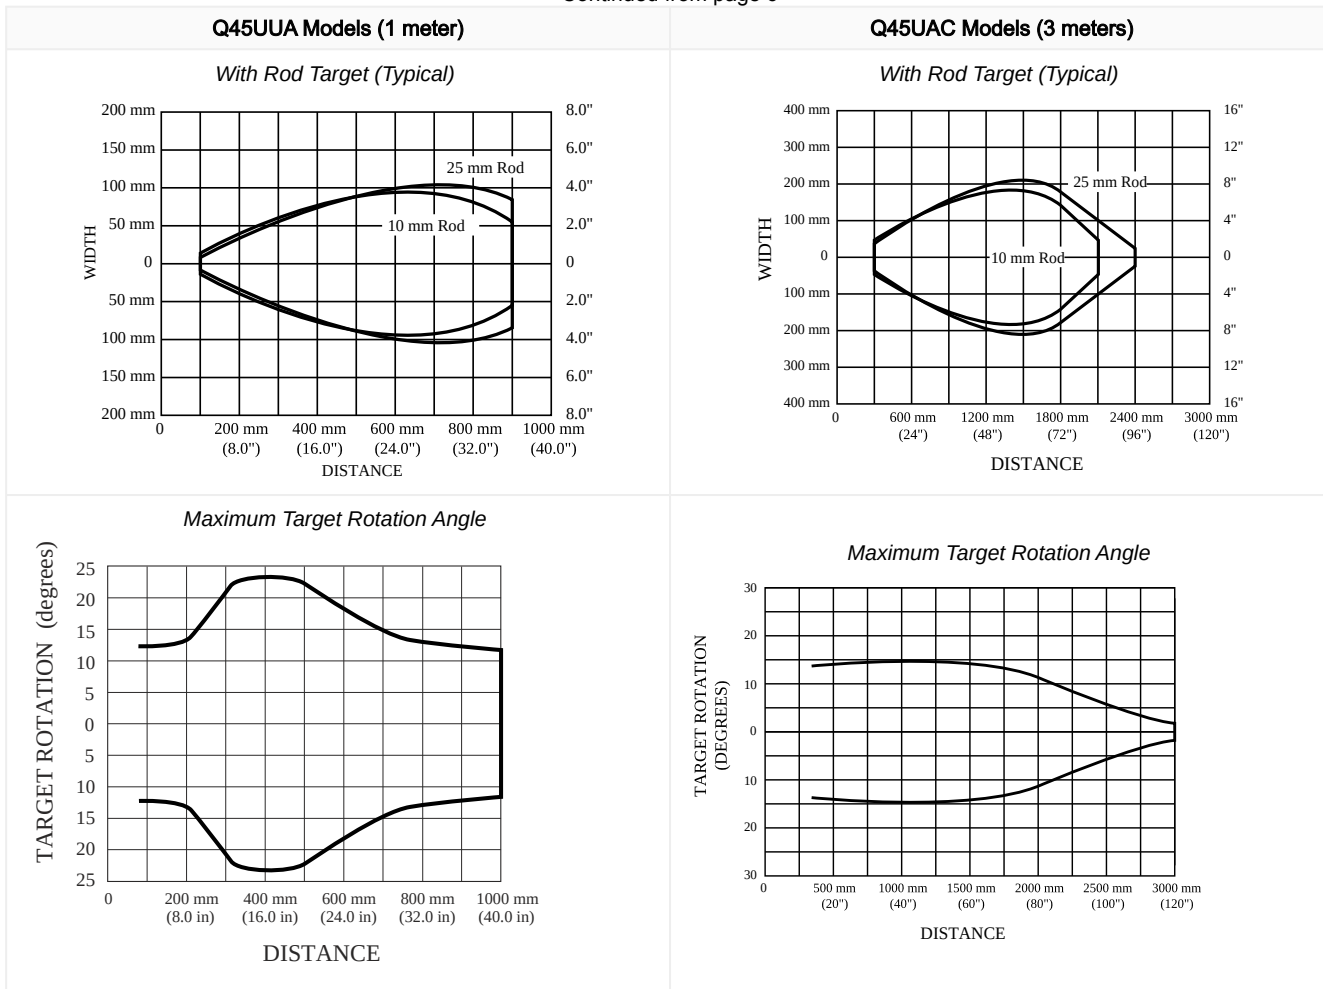 Continued from page 6
Q45UUA Models (1 meter)
Q45UAC Models (3 meters)
With Rod Target (Typical)
200 mm
150 mm
100 mm
50 mm
0
50 mm
100 mm
150 mm
200 mm
WIDTH
8.0"
6.0"
4.0"
2.0"
0
2.0"
4.0"
6.0"
8.0"
25 mm Rod
10 mm Rod
0 200 mm 400 mm 600 mm 800 mm 1000 mm
(8.0") (16.0") (24.0") (32.0") (40.0")
DISTANCE
With Rod Target (Typical)
400 mm
300 mm
200 mm
100 mm
0
100 mm
200 mm
300 mm
400 mm
WIDTH
16"
12"
8"
4"
0
4"
8"
12"
16"
25 mm Rod
10 mm Rod
0 600 mm 1200 mm 1800 mm 2400 mm 3000 mm
(24") (48") (72") (96") (120")
DISTANCE
Maximum Target Rotation Angle
TARGET ROTATION (degrees)
25
20
15
10
5
0
5
10
15
20
25
0 200 mm 400 mm 600 mm 800 mm 1000 mm
(8.0 in) (16.0 in) (24.0 in) (32.0 in) (40.0 in)
DISTANCE
Maximum Target Rotation Angle
TARGET ROTATION
(DEGREES)
30
20
10
0
10
20
30
0 500 mm 1000 mm 1500 mm 2000 mm 2500 mm 3000 mm
(20") (40") (60") (80") (100") (120")
DISTANCE